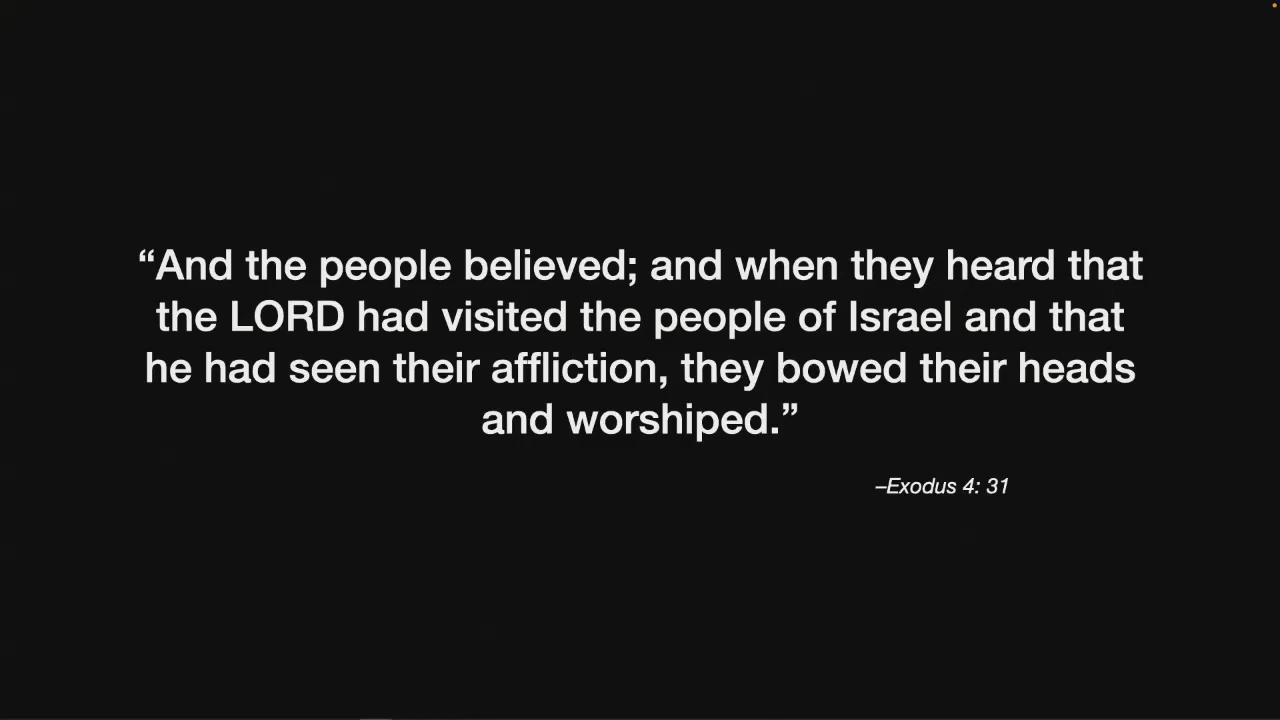 “And the people believed; and when they heard that
the LORD had visited the people of Israel and that
he had seen their affliction, they bowed their heads
and worshiped.”
–Exodus 4: 31